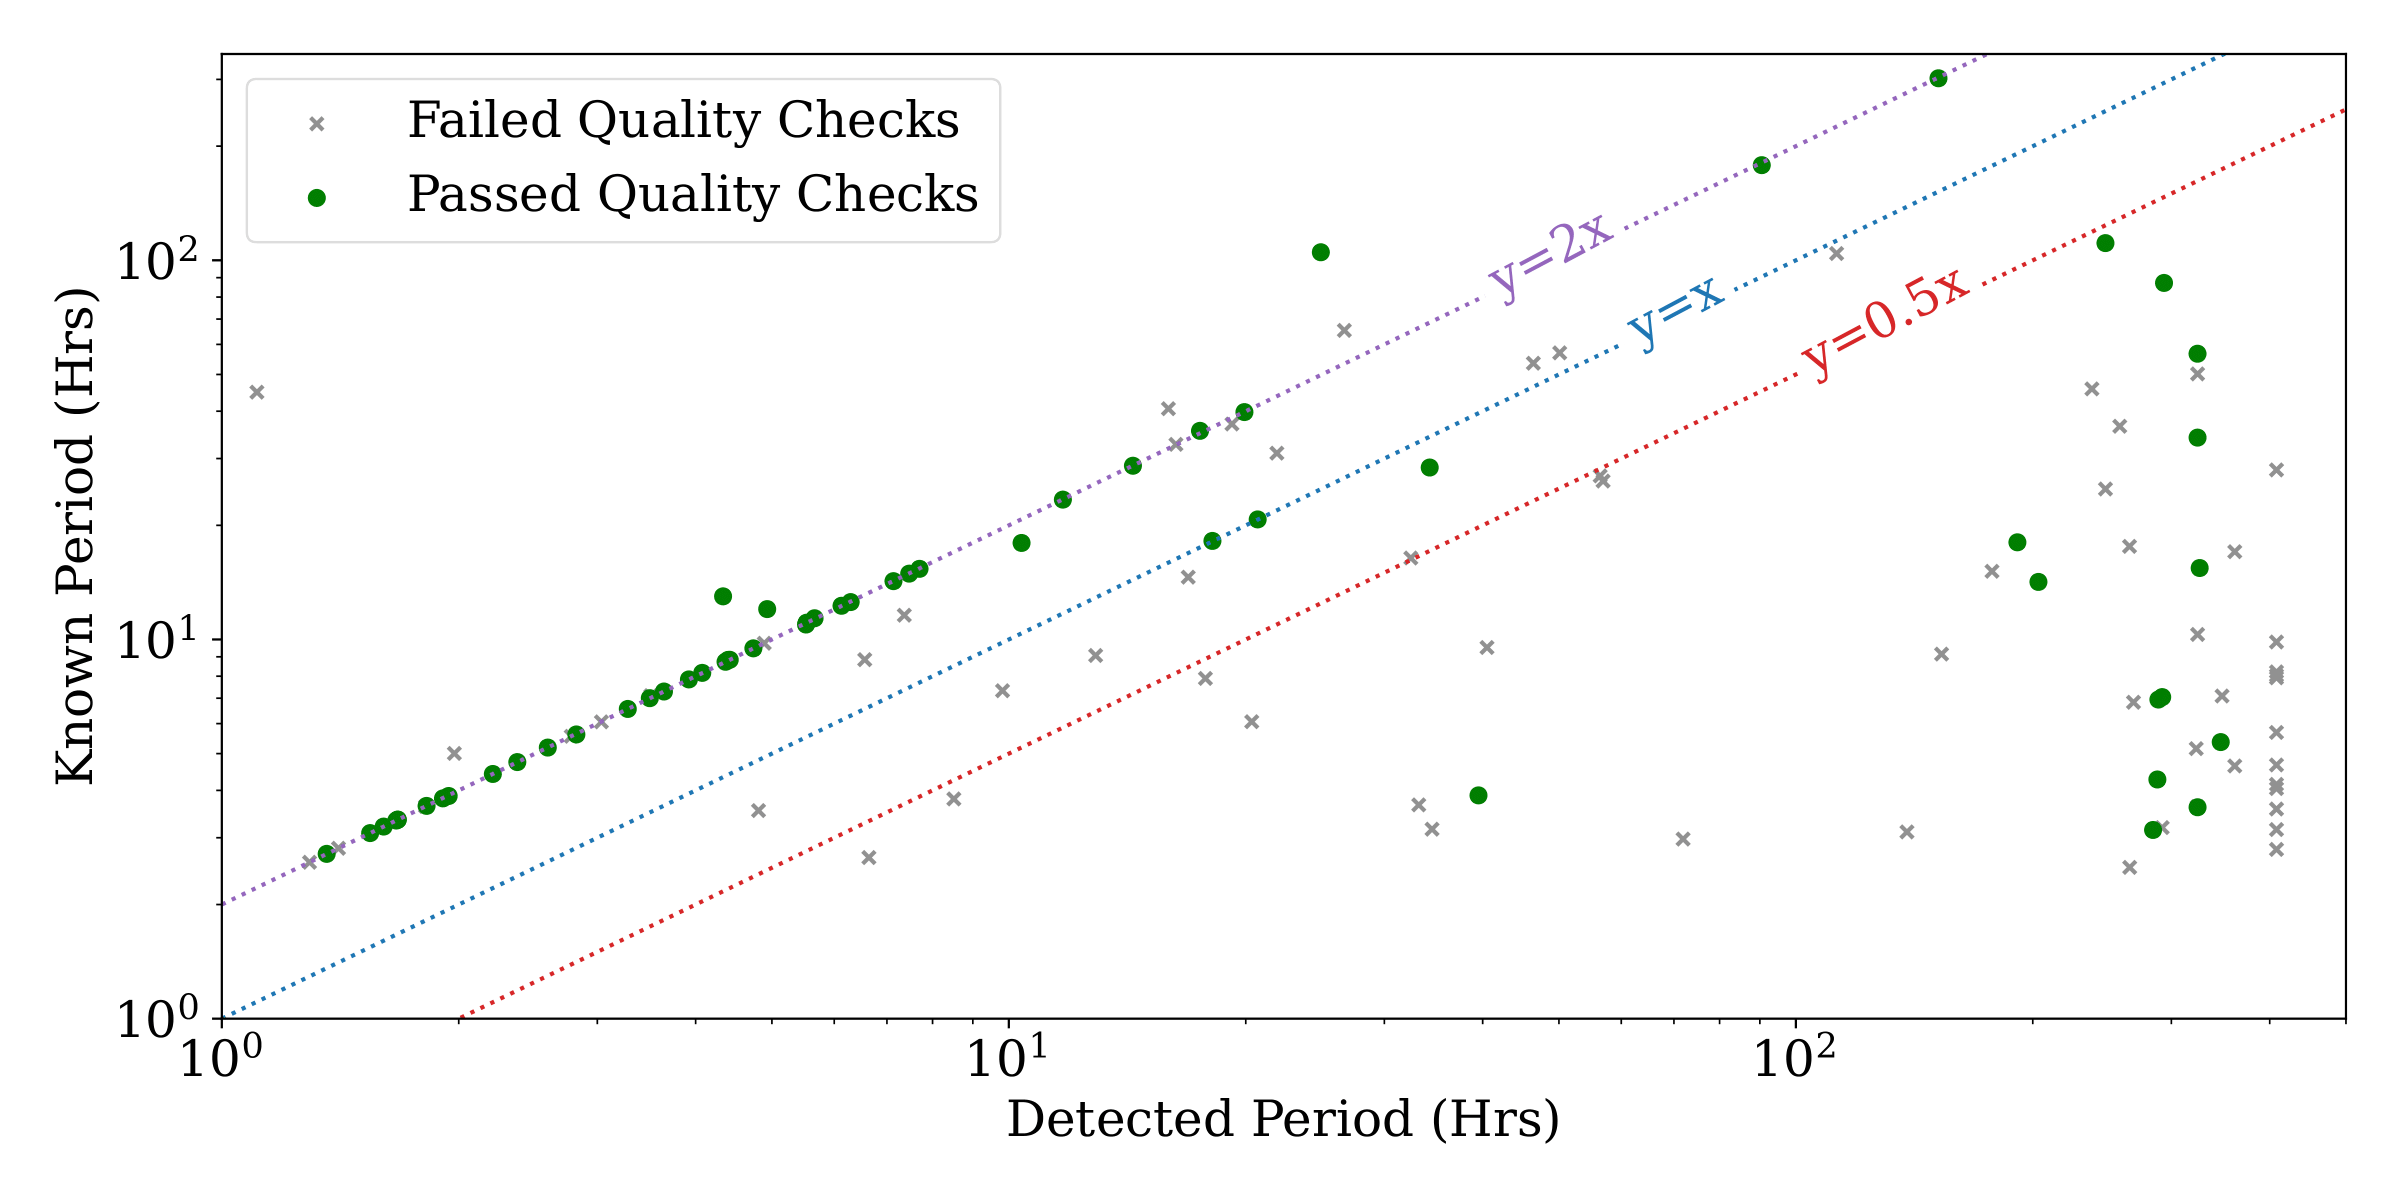 Failed Quality Checks
Passed Quality Checks
y=2x
y=x
y=0.5x
Known Period (Hrs)
10²
10¹
10⁰
10⁰ 10¹ 10²
Detected Period (Hrs)